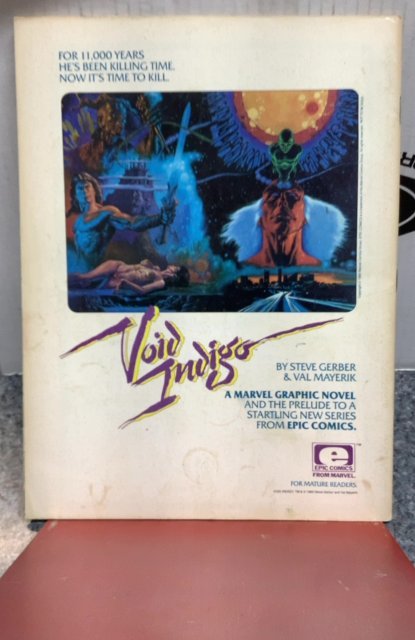 FOR 11,000 YEARS
HE'S BEEN KILLING TIME.
NOW IT'S TIME TO KILL.
Void
Indigo
BY STEVE GERBER
& VAL MAYERIK
A MARVEL GRAPHIC NOVEL
AND THE PRELUDE TO A
STARTLING NEW SERIES
FROM EPIC COMICS.
e TM
EPIC COMICS
FROM MARVEL.
FOR MATURE READERS.